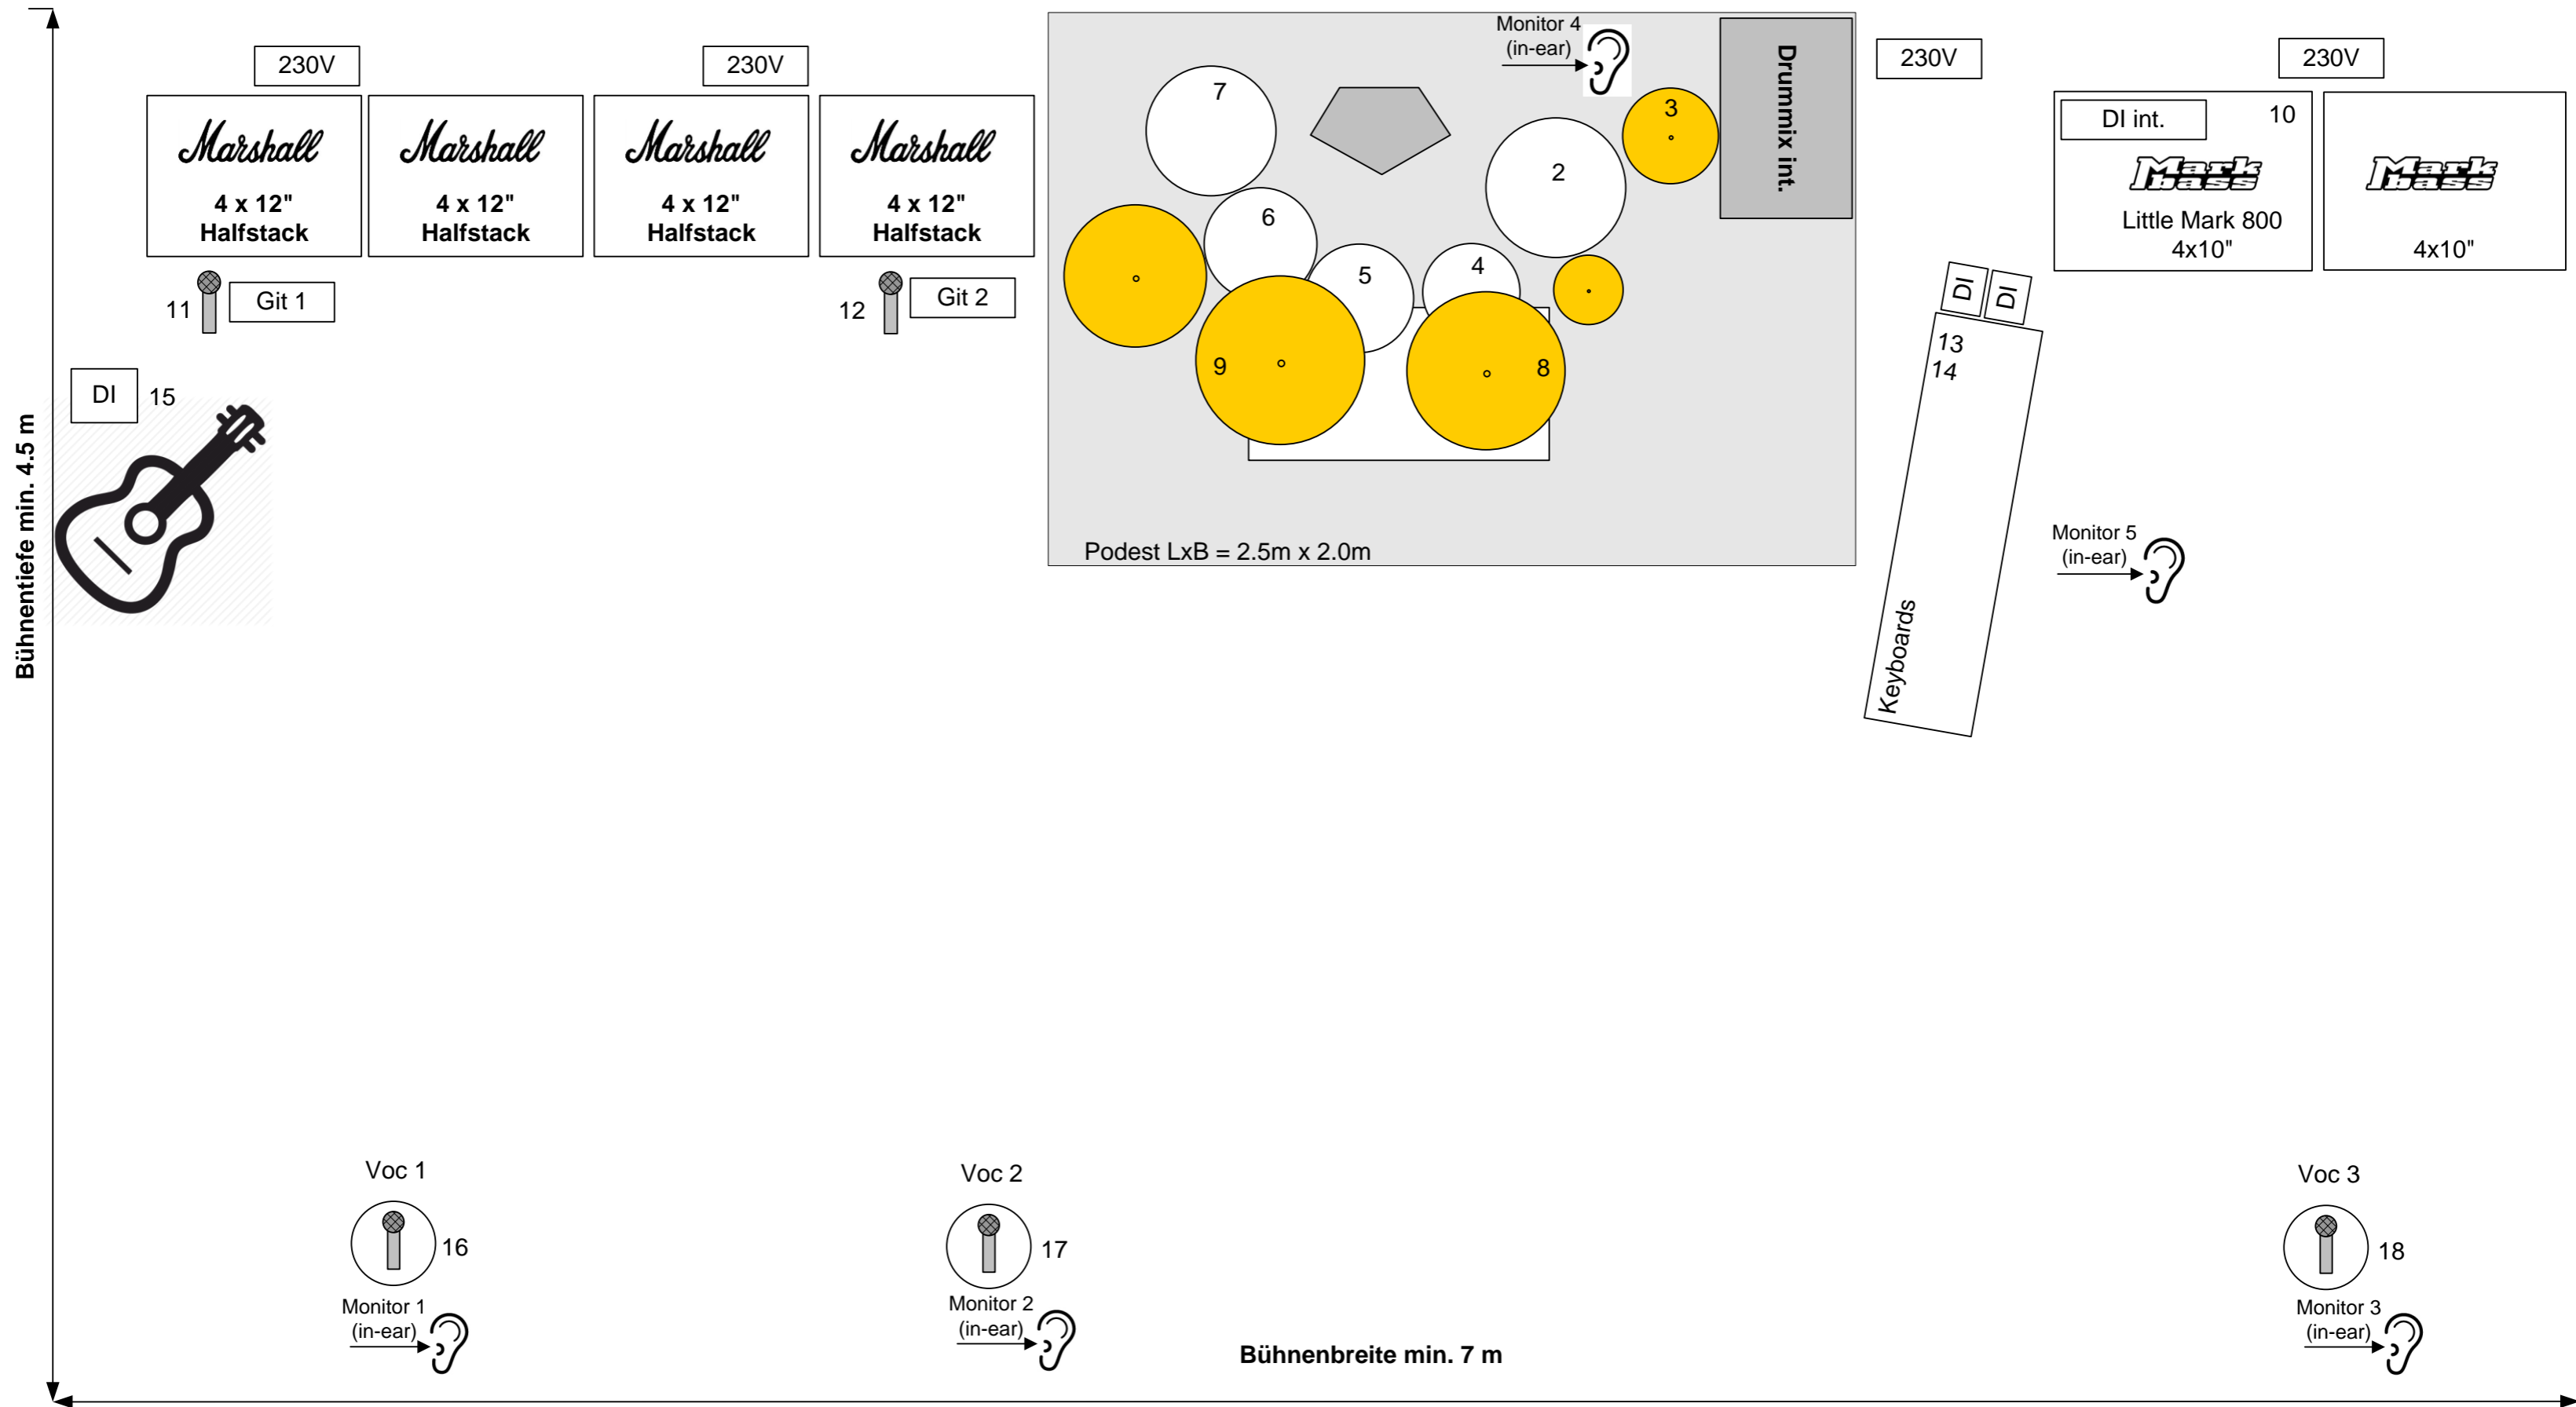 Monitor 4
(in-ear)
230V
230V
230V
230V
Drummix int.
7
3
2
6
5
4
9
8
Marshall
4 x 12"
Halfstack
Marshall
4 x 12"
Halfstack
Marshall
4 x 12"
Halfstack
Marshall
4 x 12"
Halfstack
DI int.
10
Mark
bass
Little Mark 800
4x10"
Mark
bass
4x10"
11
Git 1
12
Git 2
DI
DI
13
14
Keyboards
DI
15
Bühnentiefe min. 4.5 m
Podest LxB = 2.5m x 2.0m
Monitor 5
(in-ear)
Voc 1
16
Monitor 1
(in-ear)
Voc 2
17
Monitor 2
(in-ear)
Voc 3
18
Monitor 3
(in-ear)
Bühnenbreite min. 7 m